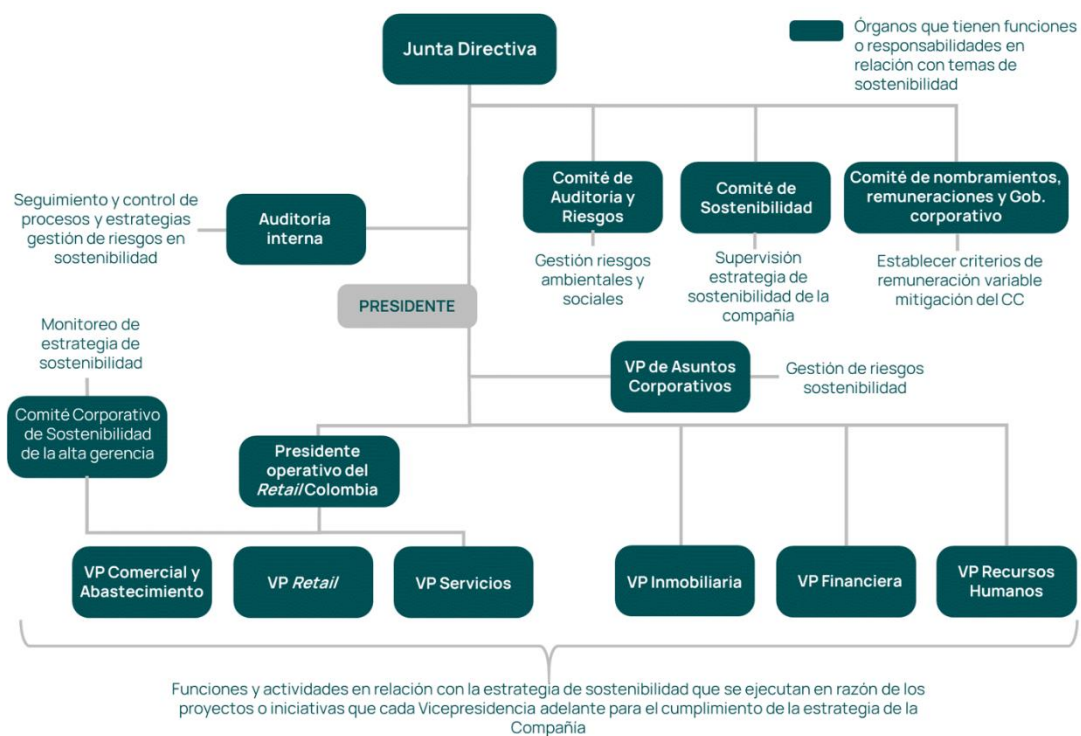 Junta Directiva
Órganos que tienen funciones
o responsabilidades en
relación con temas de
sostenibilidad
Seguimiento y control de
procesos y estrategias
gestión de riesgos en
sostenibilidad
Auditoría
interna
Comité de
Auditoría y
Riesgos
Gestión riesgos
ambientales y
sociales
Comité de
Sostenibilidad
Supervisión
estrategia de
sostenibilidad de la
compañía
Comité de nombramientos,
remuneraciones y Gob.
corporativo
Establecer criterios de
remuneración variable
mitigación del CC
PRESIDENTE
VP de Asuntos
Corporativos
Gestión de riesgos
sostenibilidad
Monitoreo de
estrategia de
sostenibilidad
Comité Corporativo
de Sostenibilidad
de la alta gerencia
Presidente
operativo del
Retail Colombia
VP Comercial y
Abastecimiento
VP Retail
VP Servicios
VP Inmobiliaria
VP Financiera
VP Recursos
Humanos
Funciones y actividades en relación con la estrategia de sostenibilidad que se ejecutan en razón de los
proyectos o iniciativas que cada Vicepresidencia adelante para el cumplimiento de la estrategia de la
Compañía